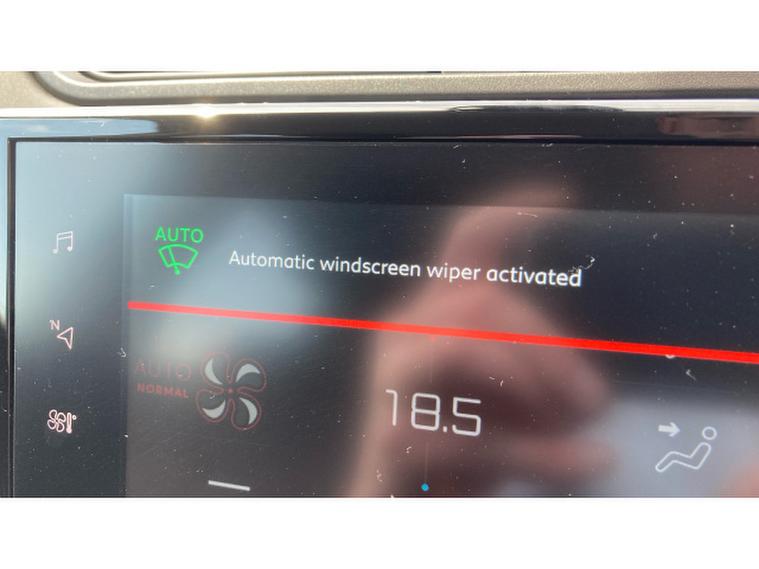 AUTO
Automatic windscreen wiper activated
N
AUTO
NORMAL
18.5